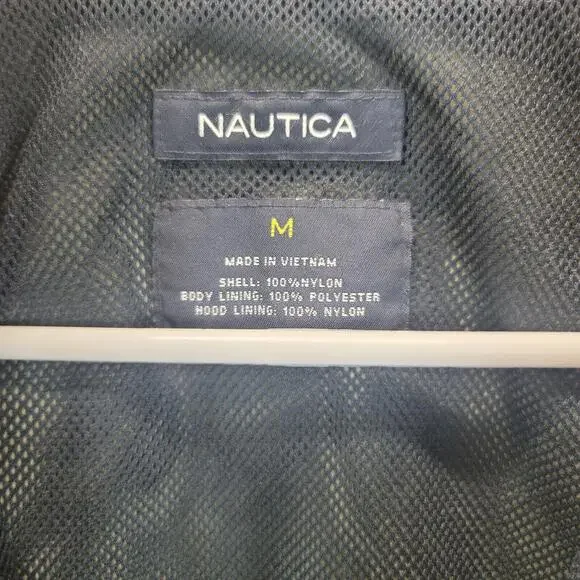 NAUTICA
M
MADE IN VIETNAM
SHELL: 100%NYLON
BODY LINING: 100% POLYESTER
HOOD LINING: 100% NYLON